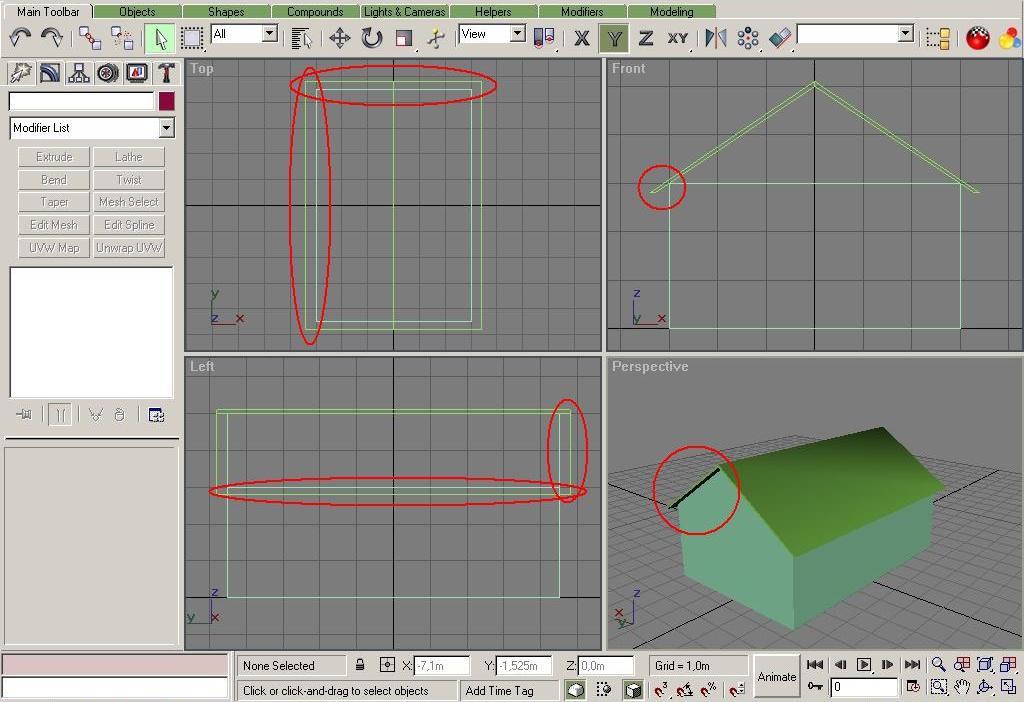 Main Toolbar Objects Shapes Compounds Lights & Cameras Helpers Modifiers Modeling
All View X Y Z XY
Top
Front
Modifier List
Extrude Lathe
Bend Twist
Taper Mesh Select
Edit Mesh Edit Spline
UVW Map Unwrap UVW
y
z x
z
y x
Left
Perspective
z
y x
z
x
y
None Selected X: -7,1m Y: -1,525m Z: 0,0m Grid = 1,0m
Animate
Click or click-and-drag to select objects Add Time Tag 3 % 0